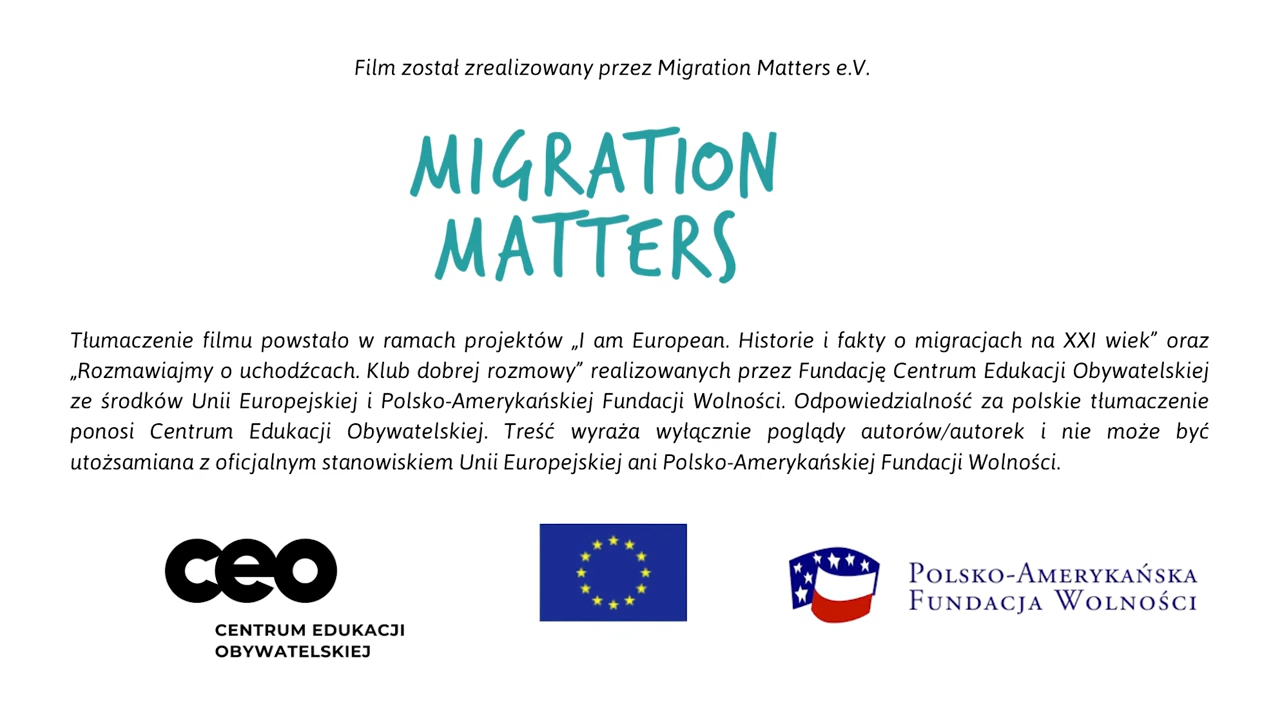 Film został zrealizowany przez Migration Matters e.V.
MIGRATION
MATTERS
Tłumaczenie filmu powstało w ramach projektów „I am European. Historie i fakty o migracjach na XXI wiek” oraz
„Rozmawiajmy o uchodźcach. Klub dobrej rozmowy” realizowanych przez Fundację Centrum Edukacji Obywatelskiej
ze środków Unii Europejskiej i Polsko-Amerykańskiej Fundacji Wolności. Odpowiedzialność za polskie tłumaczenie
ponosi Centrum Edukacji Obywatelskiej. Treść wyraża wyłącznie poglądy autorów/autorek i nie może być
utożsamiana z oficjalnym stanowiskiem Unii Europejskiej ani Polsko-Amerykańskiej Fundacji Wolności.
ceo
CENTRUM EDUKACJI
OBYWATELSKIEJ
POLSKO-AMERYKAŃSKA
FUNDACJA WOLNOŚCI